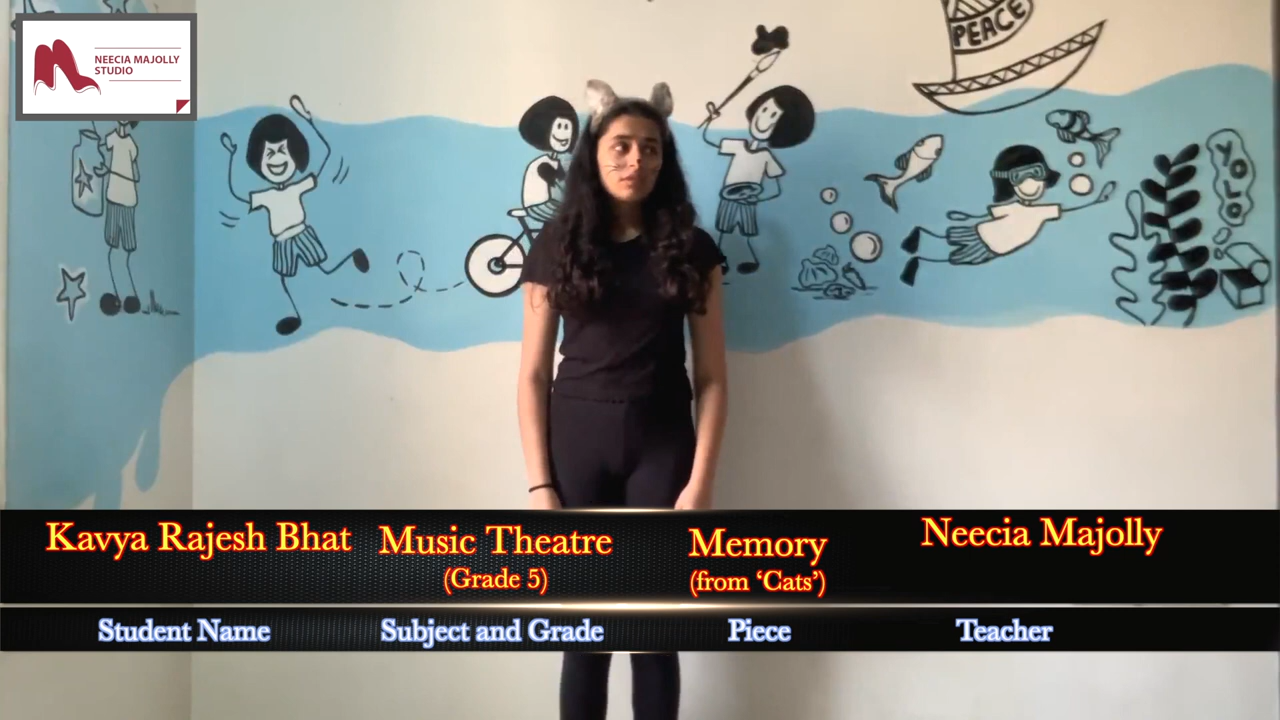 NEECIA MAJOLLY
STUDIO
PEACE
YOLO
Kavya Rajesh Bhat
Music Theatre
(Grade 5)
Memory
(from ‘Cats’)
Neecia Majolly
Student Name
Subject and Grade
Piece
Teacher